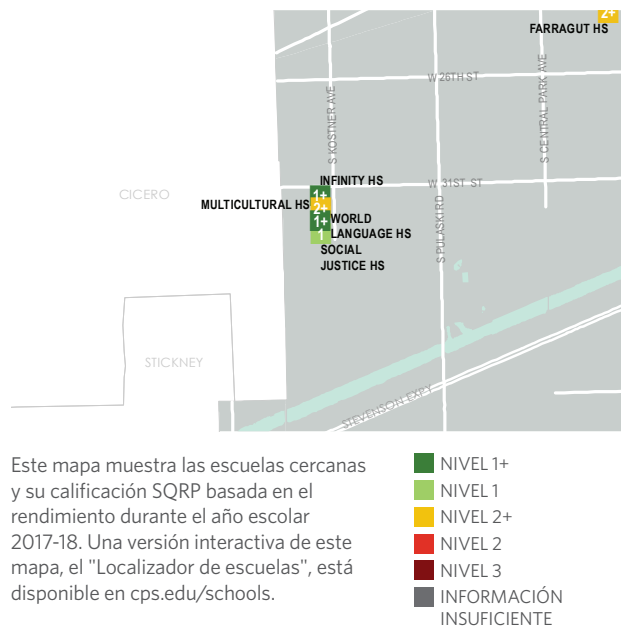 2+
FARRAGUT HS
W 26TH ST
S KOSTNER AVE
S CENTRAL PARK AVE
INFINITY HS
W 31ST ST
CICERO
1+
MULTICULTURAL HS
2+
1+
WORLD
LANGUAGE HS
1
SOCIAL
JUSTICE HS
S PULASKI RD
STICKNEY
STEVENSON EXPY
Este mapa muestra las escuelas cercanas
y su calificación SQRP basada en el
rendimiento durante el año escolar
2017-18. Una versión interactiva de este
mapa, el "Localizador de escuelas", está
disponible en cps.edu/schools.
NIVEL 1+
NIVEL 1
NIVEL 2+
NIVEL 2
NIVEL 3
INFORMACIÓN
INSUFICIENTE